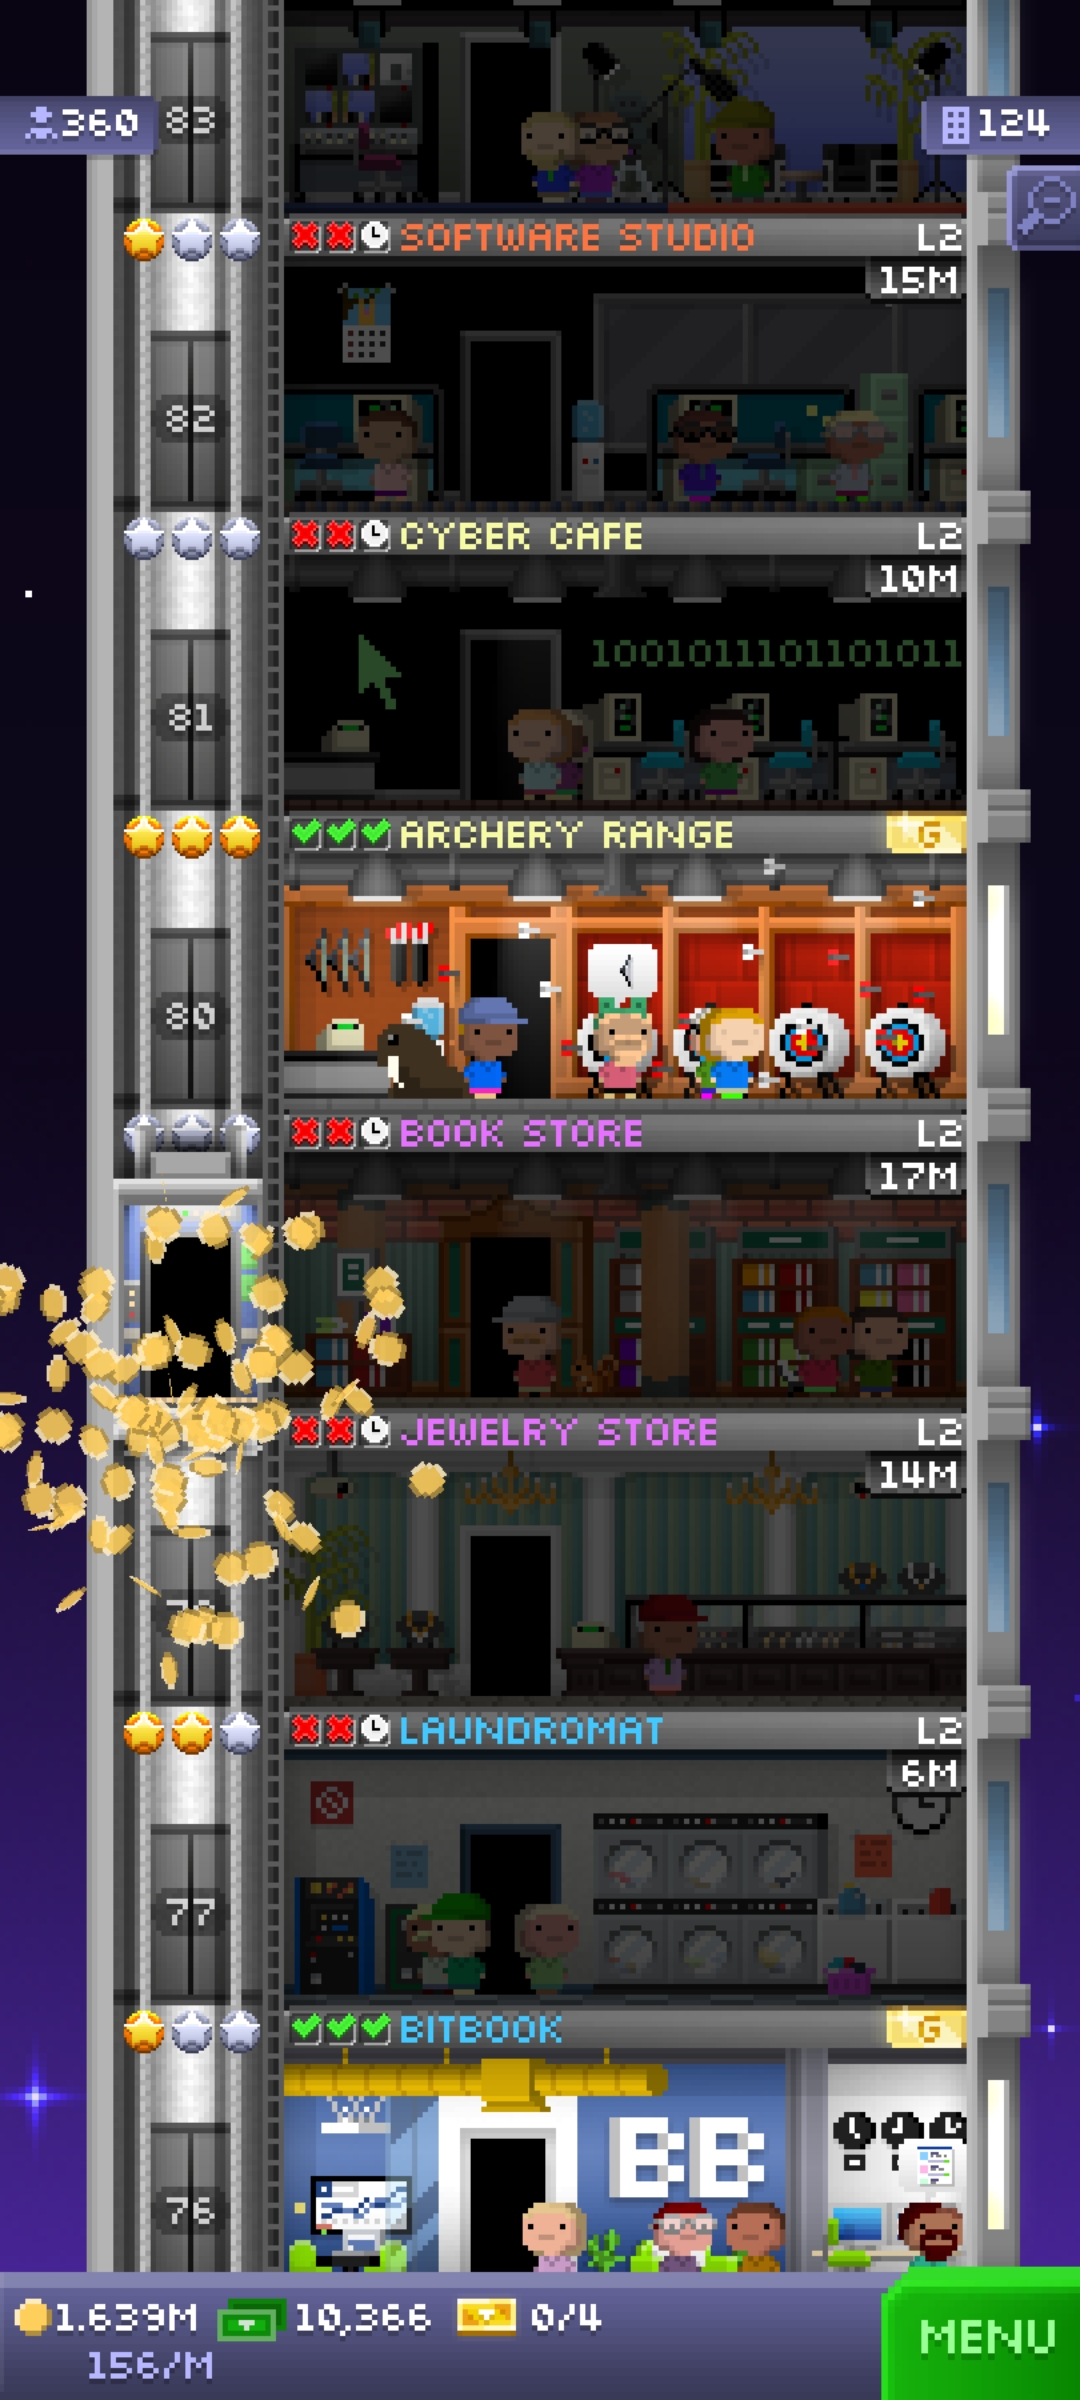 360
83
124
SOFTWARE STUDIO L2
15M
82
CYBER CAFE L2
10M
1001011101101011
81
ARCHERY RANGE G
80
BOOK STORE L2
17M
B
JEWELRY STORE L2
14M
LAUNDROMAT L2
6M
77
BITBOOK G
BB
76
1.639M 10,366 0/4
156/M
MENU